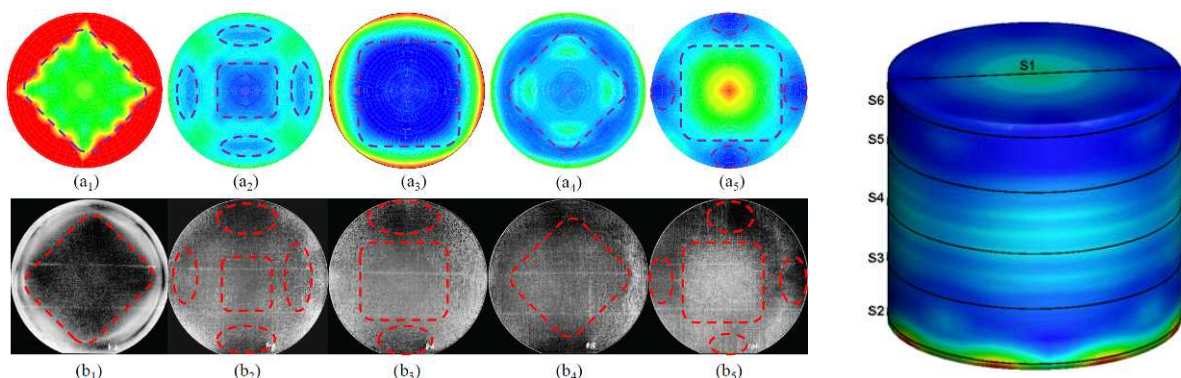 S1
S6
S5
S4
S3
S2
(a₁) (a₂) (a₃) (a₄) (a₅)
(b₁) (b₂) (b₃) (b₄) (b₅)